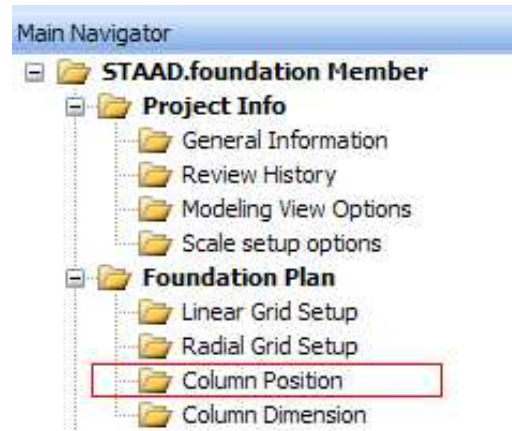 Main Navigator
STAAD.foundation Member
Project Info
General Information
Review History
Modeling View Options
Scale setup options
Foundation Plan
Linear Grid Setup
Radial Grid Setup
Column Position
Column Dimension